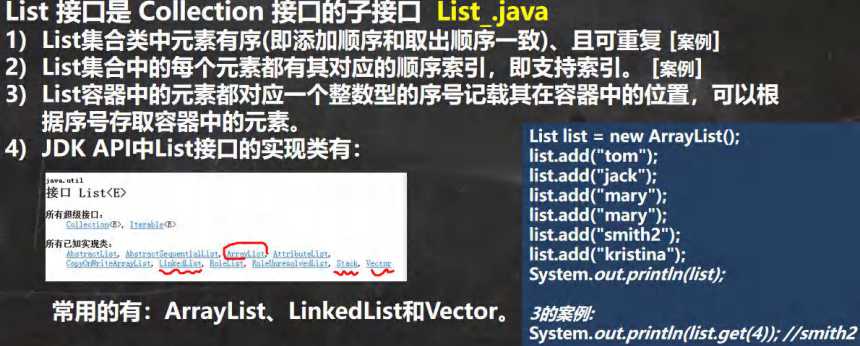 List 接口是 Collection 接口的子接口 List_.java
1) List集合类中元素有序(即添加顺序和取出顺序一致)、且可重复 [案例]
2) List集合中的每个元素都有其对应的顺序索引，即支持索引。 [案例]
3) List容器中的元素都对应一个整数型的序号记载其在容器中的位置，可以根
据序号存取容器中的元素。
4) JDK API中List接口的实现类有：
java.util
接口 List<E>
所有超级接口：
Collection<E>, Iterable<E>
所有已知实现类：
AbstractList, AbstractSequentialList, ArrayList, AttributeList,
CopyOnWriteArrayList, LinkedList, RoleList, RoleUnresolvedList, Stack, Vector
常用的有：ArrayList、LinkedList和Vector。
List list = new ArrayList();
list.add("tom");
list.add("jack");
list.add("mary");
list.add("mary");
list.add("smith2");
list.add("kristina");
System.out.println(list);
3的案例:
System.out.println(list.get(4)); //smith2